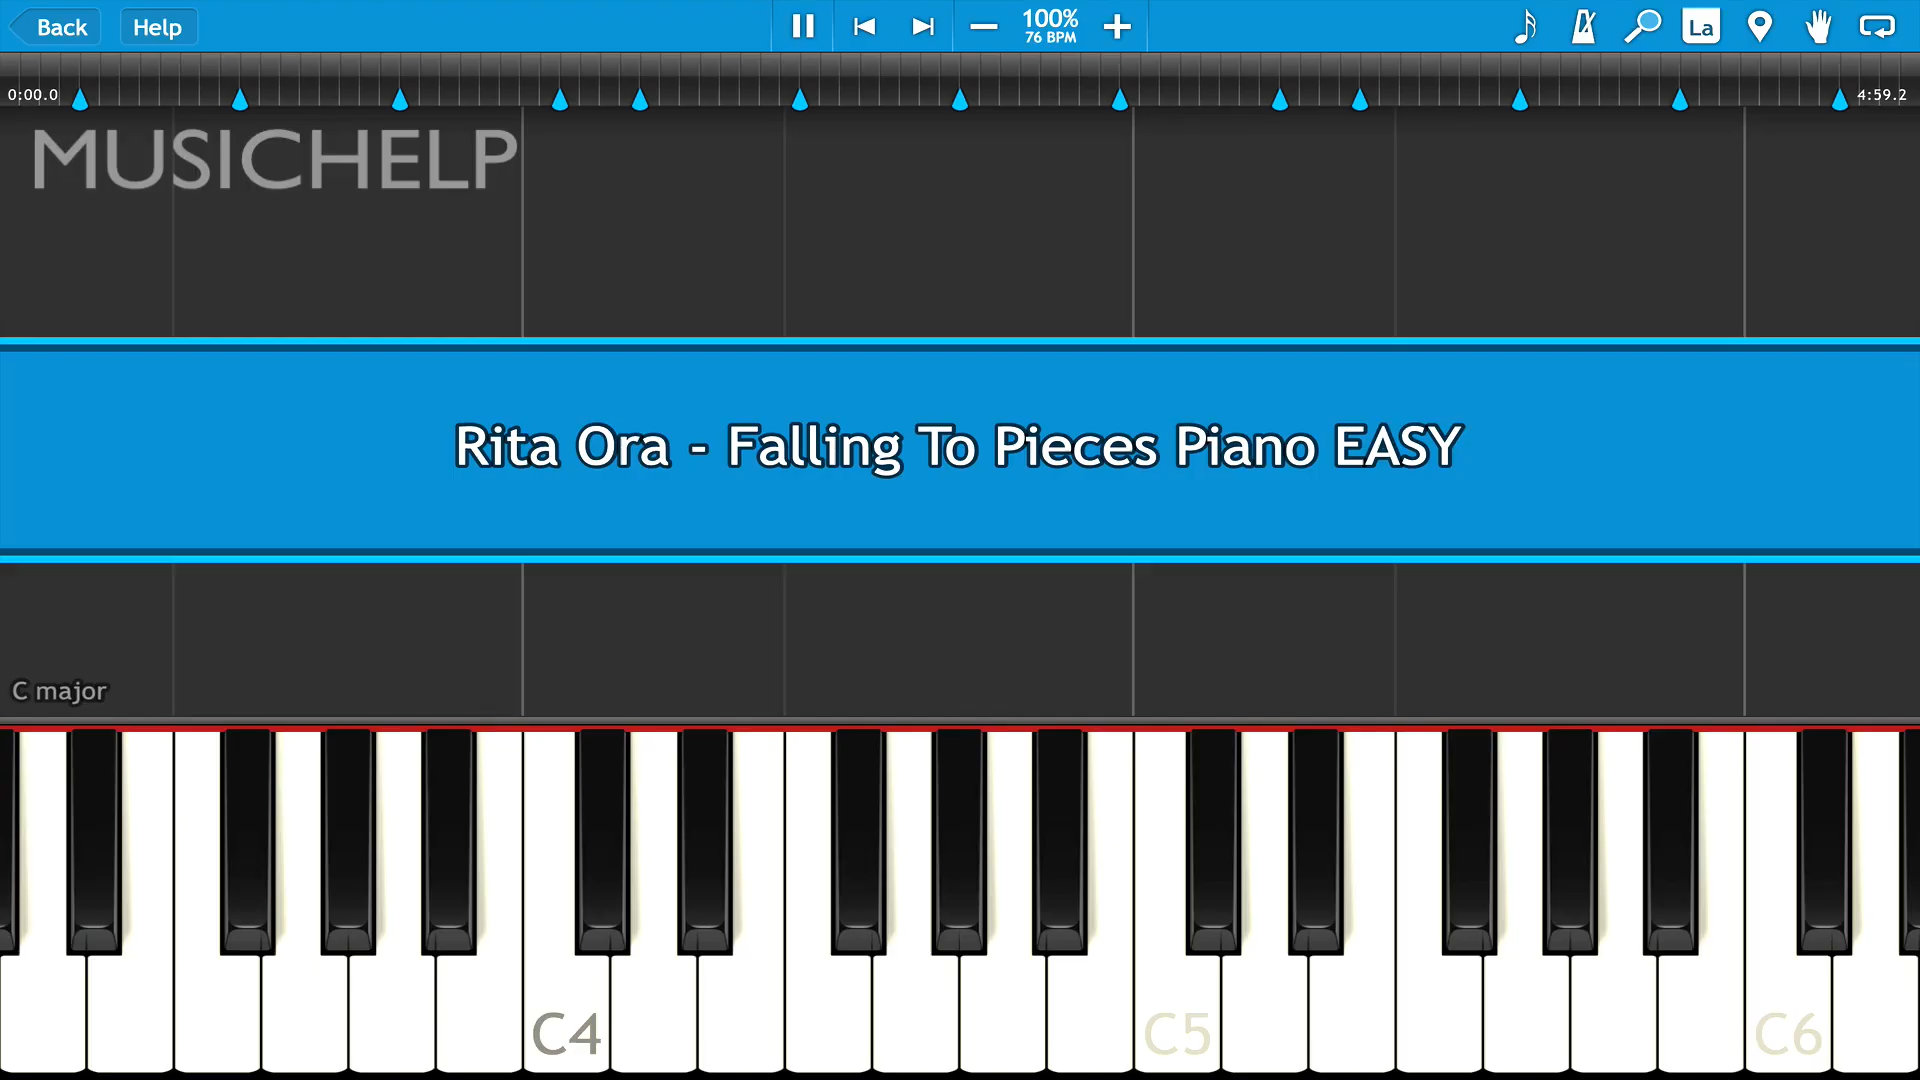 Back Help 100% La
76 BPM
0:00.0 4:59.2
MUSICHELP
Rita Ora - Falling To Pieces Piano EASY
C major
C4 C5 C6